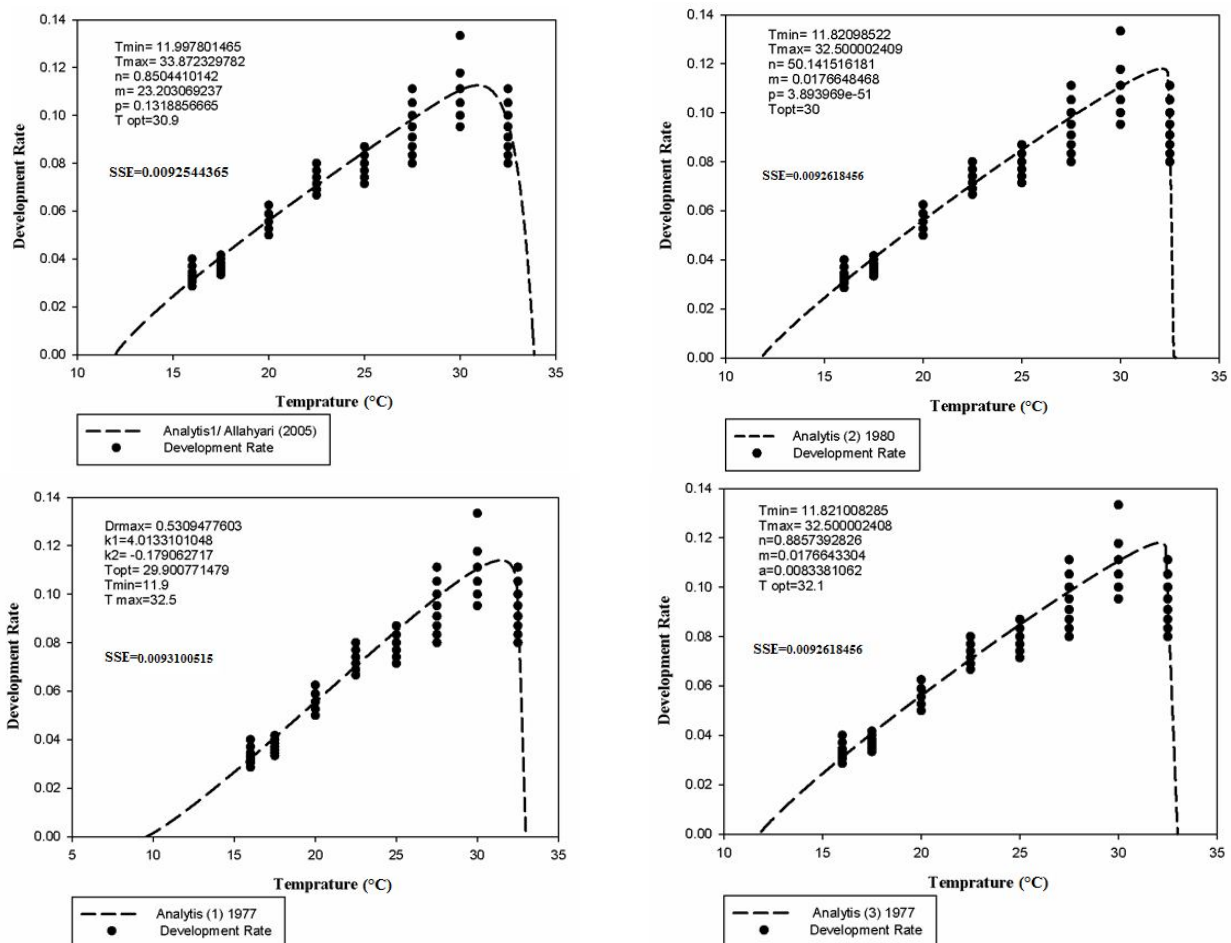 0.14
0.12
0.10
0.08
0.06
0.04
0.02
0.00
Development Rate
Tmin= 11.997801465
Tmax= 33.872329782
n= 0.8504410142
m= 23.203069237
p= 0.1318856665
T opt=30.9
SSE=0.0092544365
10 15 20 25 30 35
Temprature (°C)
Analytis1/ Allahyari (2005)
Development Rate
0.14
0.12
0.10
0.08
0.06
0.04
0.02
0.00
Development Rate
Tmin= 11.82098522
Tmax= 32.500002409
n= 50.141516181
m= 0.0176648468
p= 3.893969e-51
Topt=30
SSE=0.0092618456
10 15 20 25 30 35
Temprature (°C)
Analytis (2) 1980
Development Rate
0.14
0.12
0.10
0.08
0.06
0.04
0.02
0.00
Development Rate
Drmax= 0.5309477603
k1=4.0133101048
k2= -0.179062717
Topt=29.900771479
Tmin=11.9
T max=32.5
SSE=0.0093100515
5 10 15 20 25 30 35
Temprature (°C)
Analytis (1) 1977
Development Rate
0.14
0.12
0.10
0.08
0.06
0.04
0.02
0.00
Development Rate
Tmin= 11.821008285
Tmax= 32.500002408
n=0.8857392826
m=0.0176643304
a=0.0083381062
T opt=32.1
SSE=0.0092618456
10 15 20 25 30 35
Temprature (°C)
Analytis (3) 1977
Development Rate